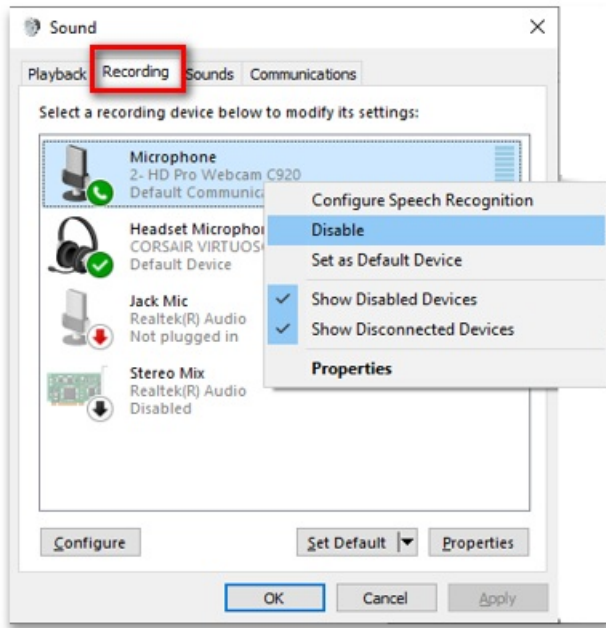 Sound
Playback Recording Sounds Communications
Select a recording device below to modify its settings:
Microphone
2- HD Pro Webcam C920
Default
Configure Speech Recognition
Disable
Set as Default Device
Show Disabled Devices
Show Disconnected Devices
Properties
Headset
CORSAIR
Default Device
Jack Mic
Realtek(R) Audio
Not plugged in
Stereo Mix
Realtek(R) Audio
Disabled
Configure
Set Default
Properties
OK
Cancel
Apply